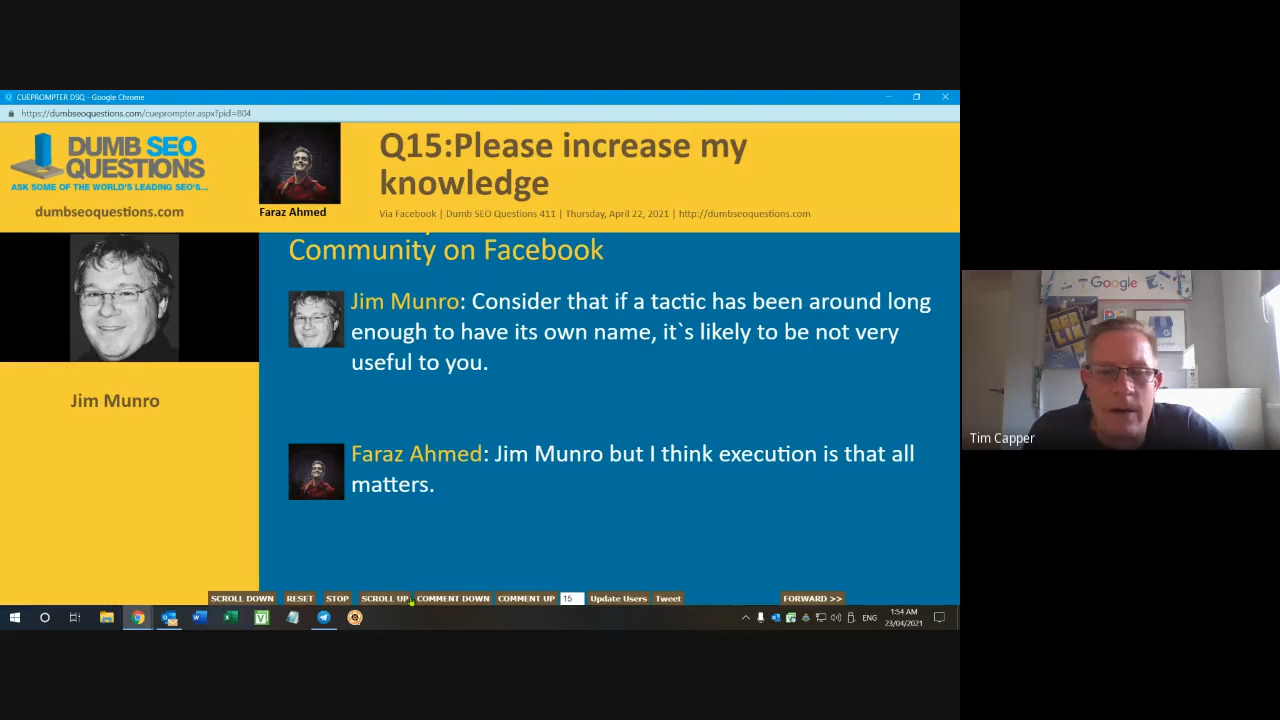 CUEPROMPTER DSQ - Google Chrome
https://dumbseoquestions.com/cueprompter.aspx?pid=804
DUMB SEO
QUESTIONS
ASK SOME OF THE WORLD'S LEADING SEO'S...
dumbseoquestions.com
Faraz Ahmed
Q15:Please increase my
knowledge
Via Facebook | Dumb SEO Questions 411 | Thursday, April 22, 2021 | http://dumbseoquestions.com
Community on Facebook
Jim Munro
Jim Munro: Consider that if a tactic has been around long
enough to have its own name, it`s likely to be not very
useful to you.
Faraz Ahmed: Jim Munro but I think execution is that all
matters.
Google
Tim Capper
SCROLL DOWN RESET STOP SCROLL UP COMMENT DOWN COMMENT UP 15 Update Users Tweet FORWARD >>
ENG
1:54 AM
23/04/2021